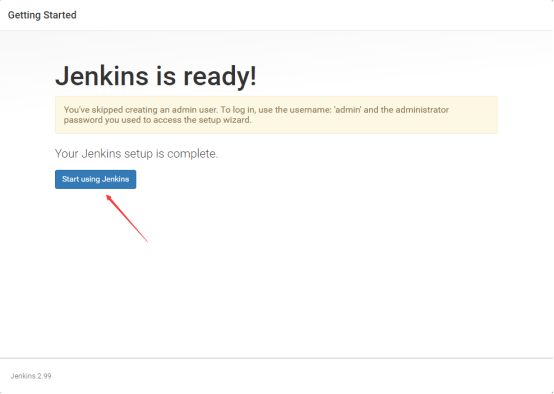 Getting Started
Jenkins is ready!
You've skipped creating an admin user. To log in, use the username: 'admin' and the administrator
password you used to access the setup wizard.
Your Jenkins setup is complete.
Start using Jenkins
Jenkins 2.99